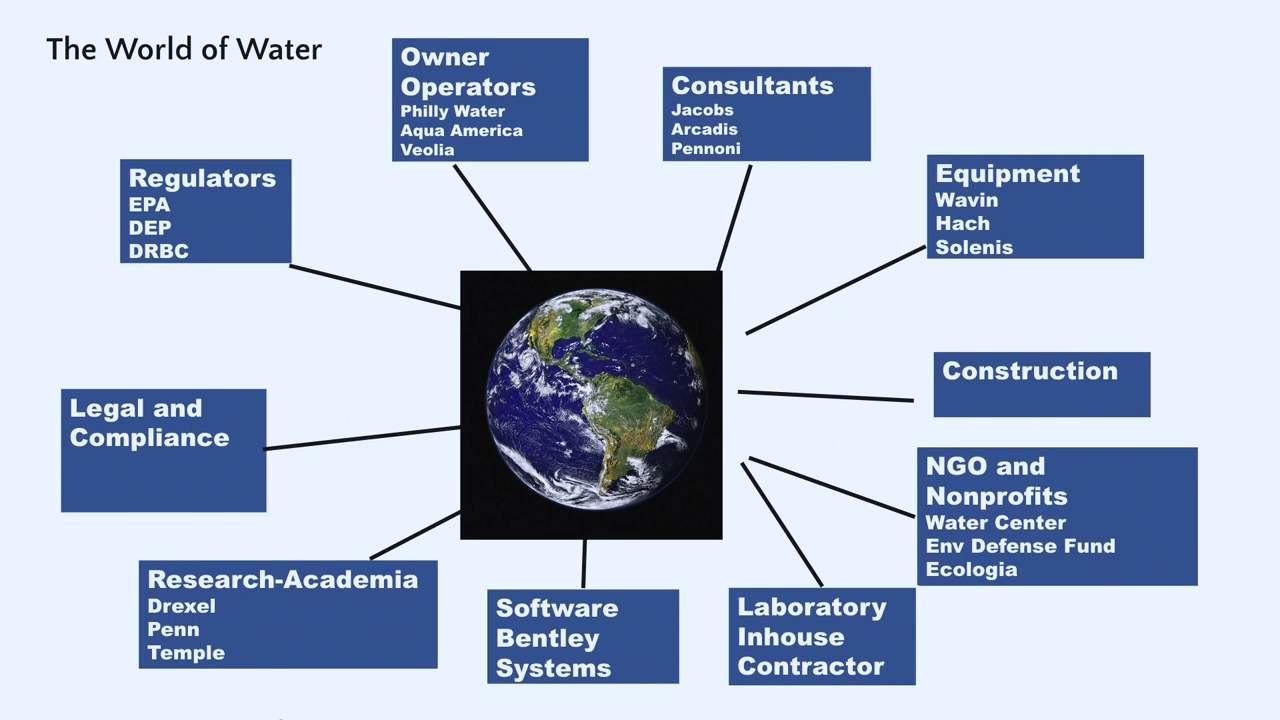 The World of Water
Owner
Operators
Philly Water
Aqua America
Veolia
Consultants
Jacobs
Arcadis
Pennoni
Regulators
EPA
DEP
DRBC
Equipment
Wavin
Hach
Solenis
Construction
Legal and
Compliance
NGO and
Nonprofits
Water Center
Env Defense Fund
Ecologia
Research-Academia
Drexel
Penn
Temple
Software
Bentley
Systems
Laboratory
Inhouse
Contractor